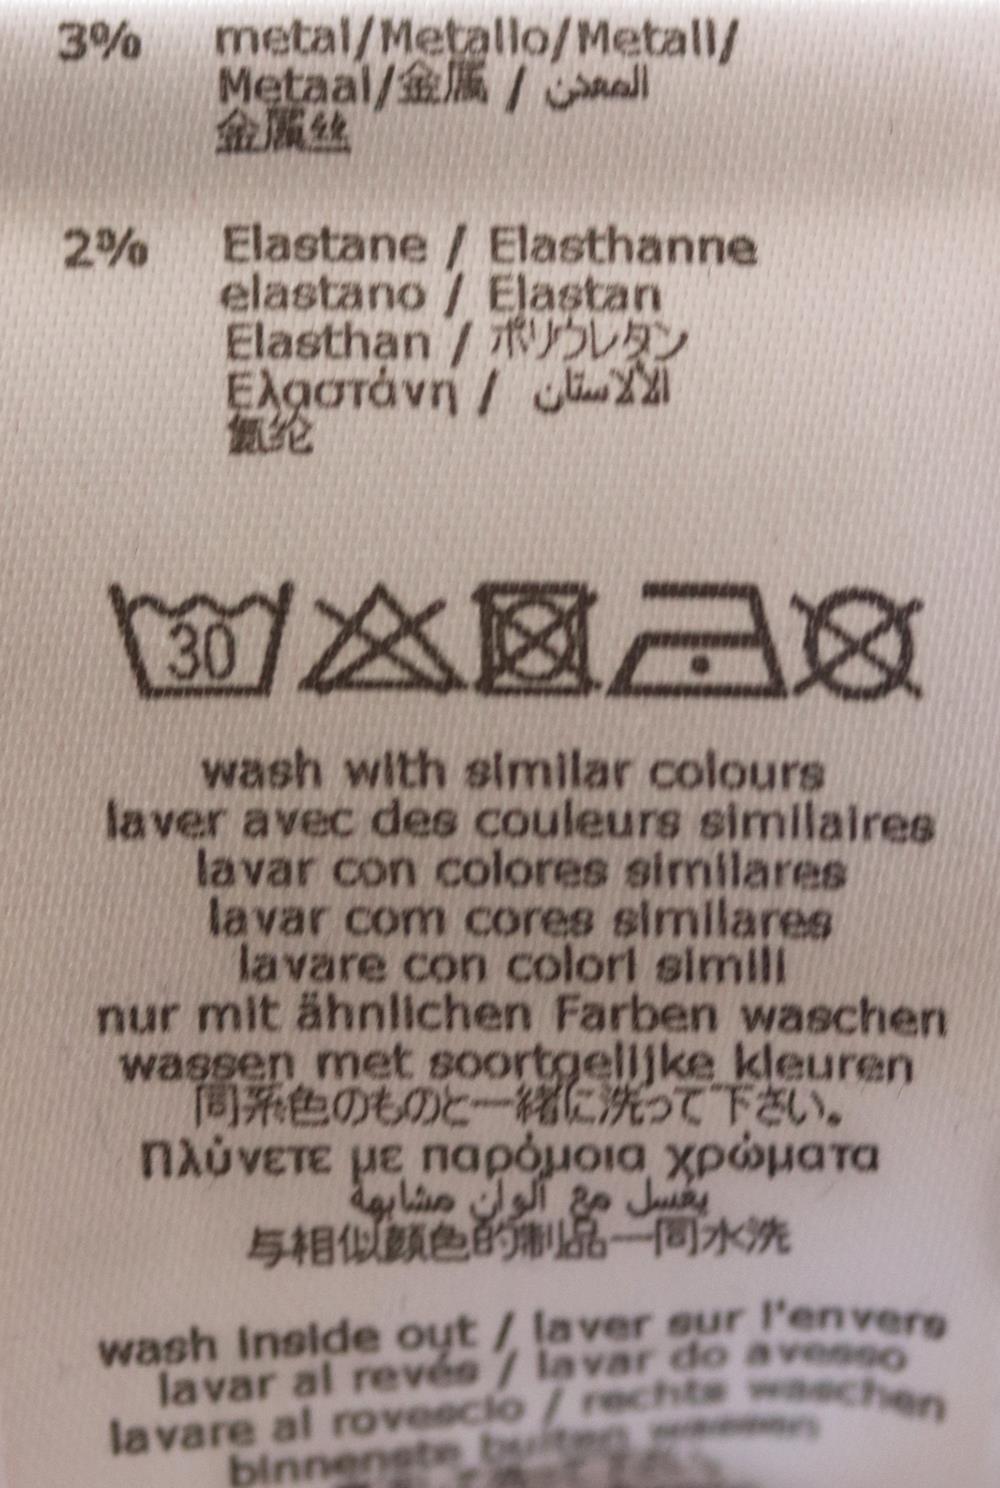 3% metal/Metallo/Metall/
Metaal/金属 / المعدن
金属丝
2% Elastane / Elasthanne
elastano / Elastan
Elasthan / ポリウレタン
Ελαστάνη / الألاستان
氨纶
30
wash with similar colours
laver avec des couleurs similaires
lavar con colores similares
lavar com cores similares
lavare con colori simili
nur mit ähnlichen Farben waschen
wassen met soortgelijke kleuren
同系色のものと一緒に洗って下さい。
Πλύνετε με παρόμοια χρώματα
يغسل مع ألوان مشابهة
与相似颜色的制品一同水洗
wash inside out / laver sur l'envers
lavar al revés / lavar do avesso
lavare al rovescio / rechts waschen
binnenste buiten wassen